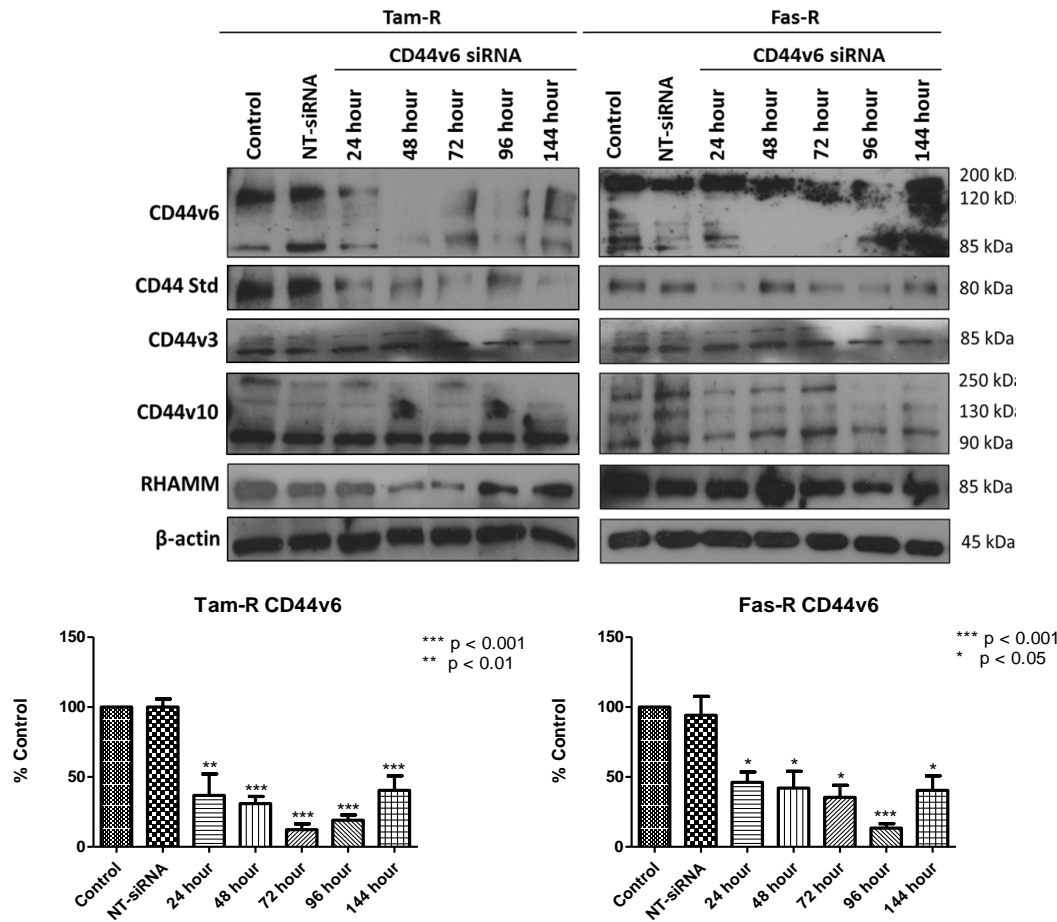 Tam-R Fas-R
CD44v6 siRNA CD44v6 siRNA
Control NT-siRNA 24 hour 48 hour 72 hour 96 hour 144 hour Control NT-siRNA 24 hour 48 hour 72 hour 96 hour 144 hour
CD44v6
200 kDa
120 kDa
85 kDa
CD44 Std 80 kDa
CD44v3 85 kDa
CD44v10
250 kDa
130 kDa
90 kDa
RHAMM 85 kDa
β-actin 45 kDa
Tam-R CD44v6
*** p < 0.001
** p < 0.01
% Control
150
100
50
0
** *** *** *** ***
Control NT-siRNA 24 hour 48 hour 72 hour 96 hour 144 hour
Fas-R CD44v6
*** p < 0.001
* p < 0.05
% Control
150
100
50
0
* * * *** *
Control NT-siRNA 24 hour 48 hour 72 hour 96 hour 144 hour